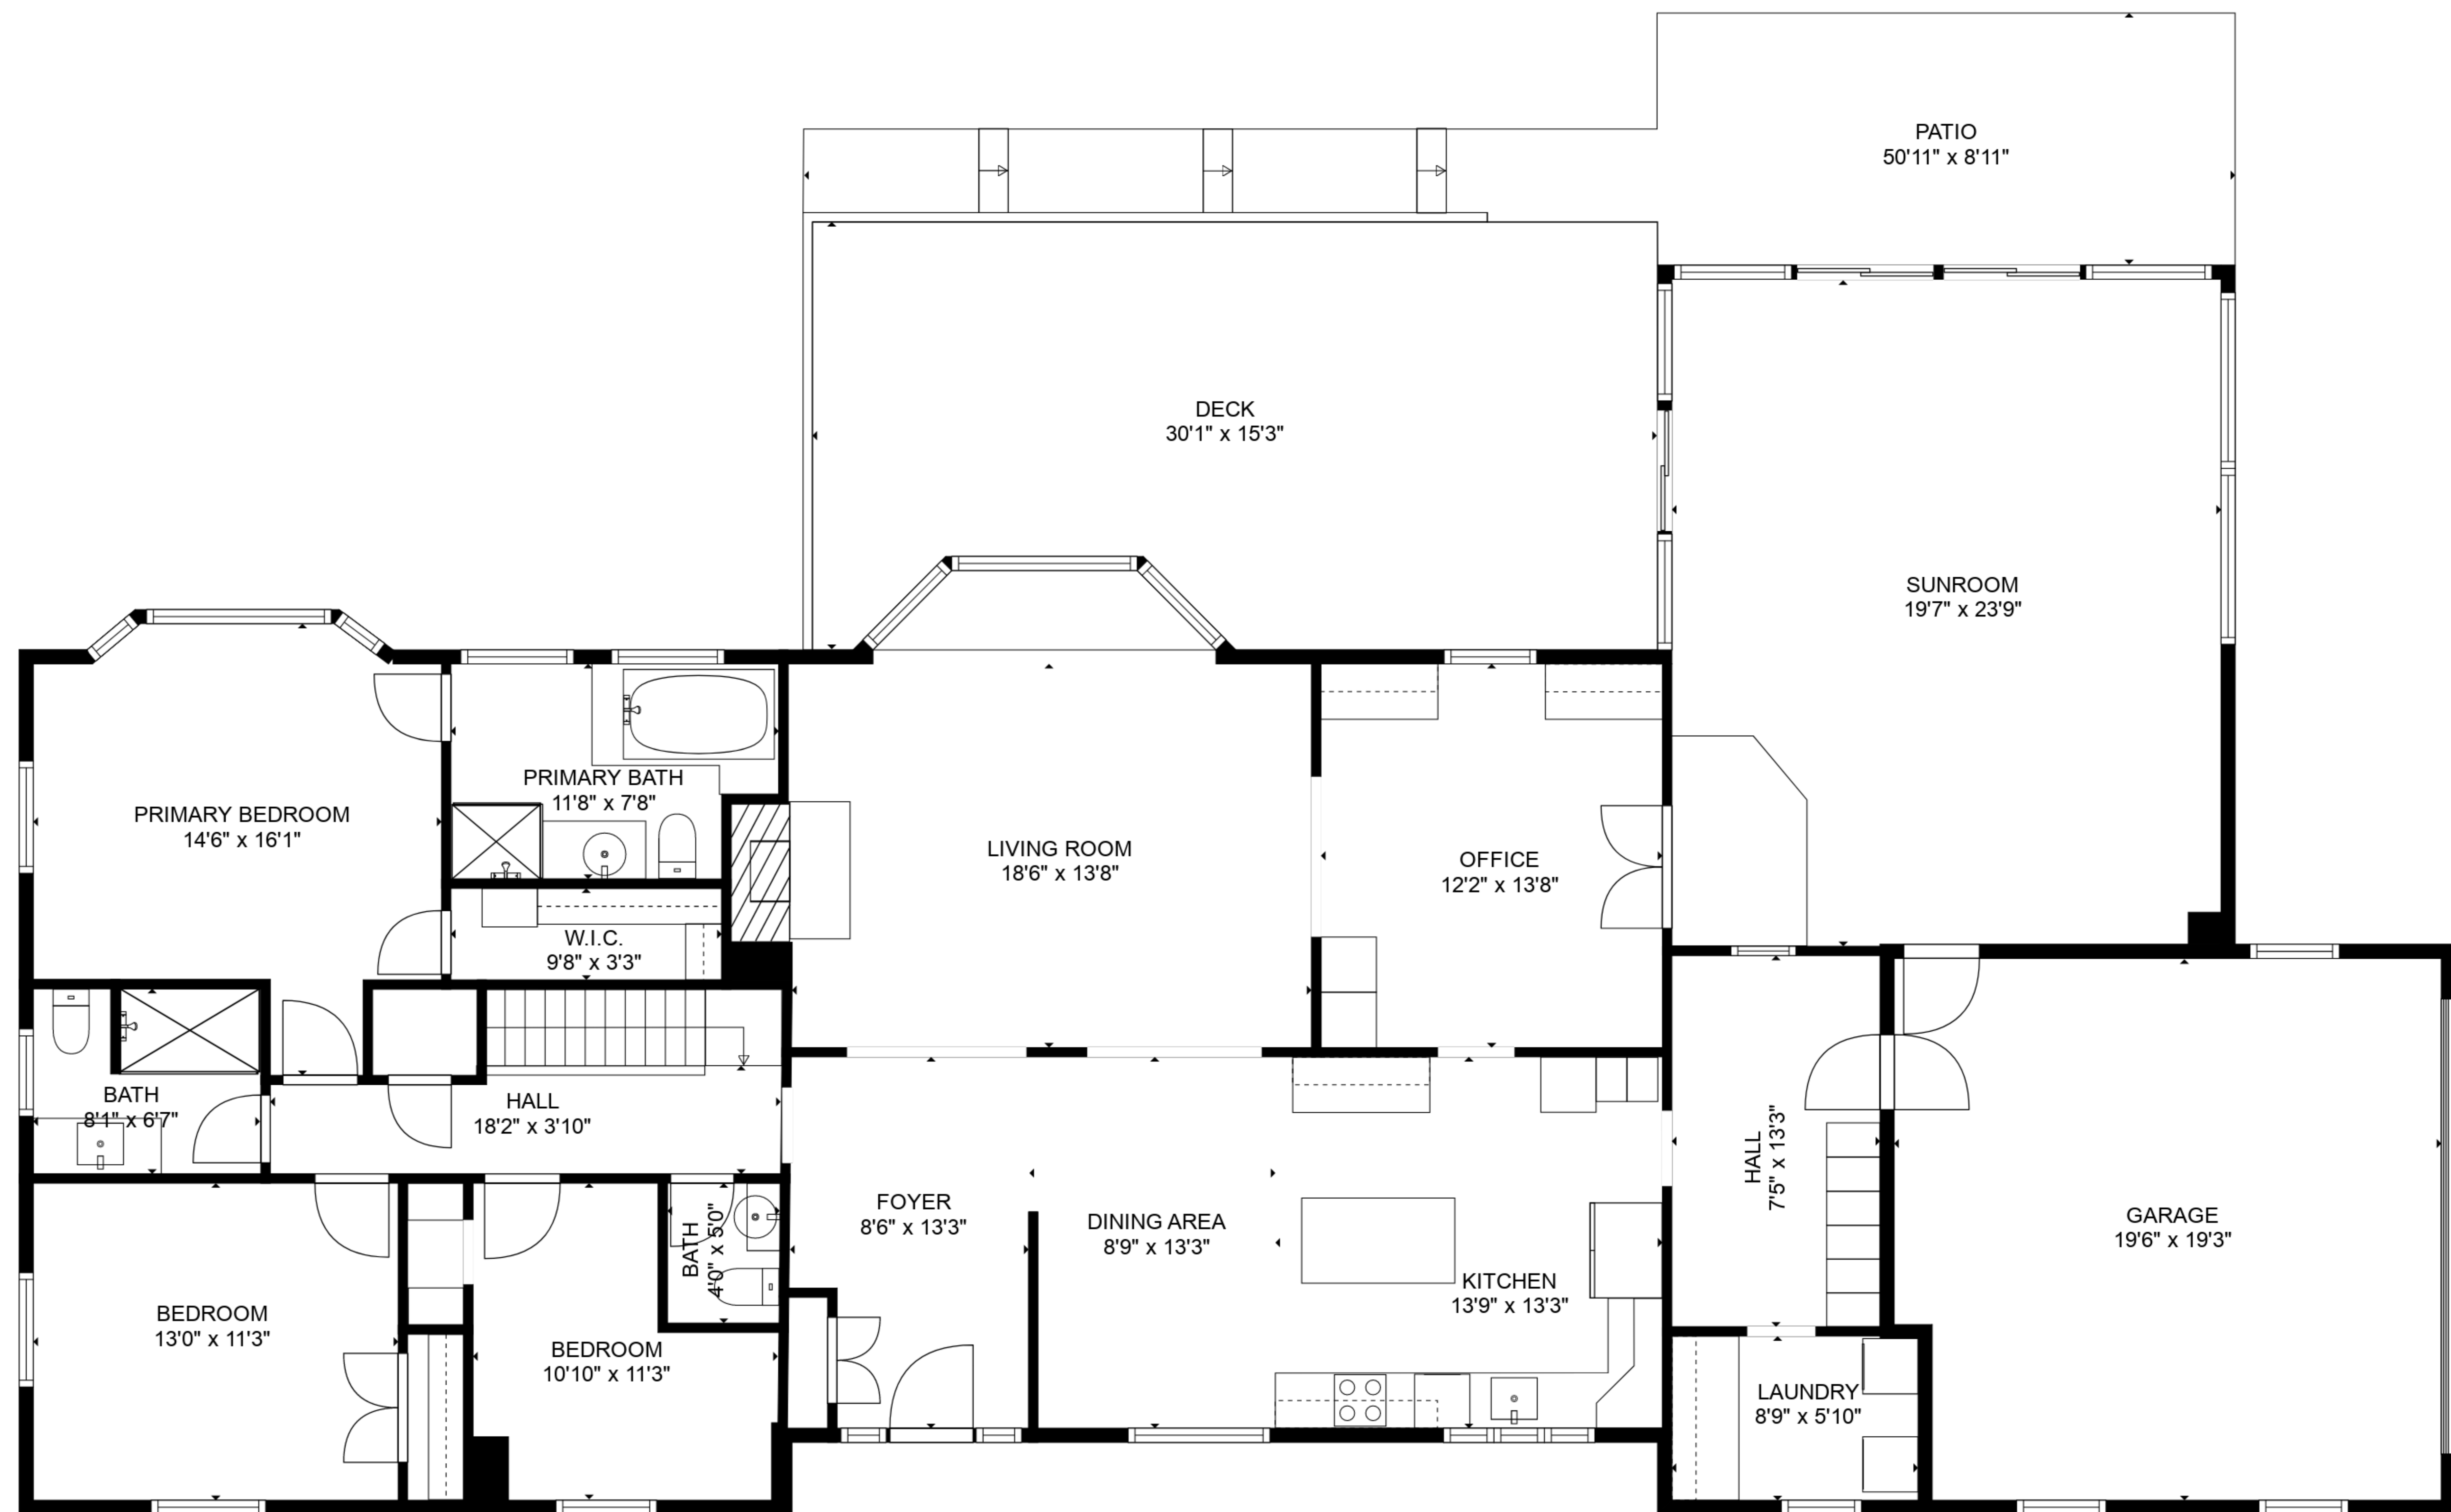 PATIO
50'11" x 8'11"
DECK
30'1" x 15'3"
SUNROOM
19'7" x 23'9"
PRIMARY BATH
11'8" x 7'8"
PRIMARY BEDROOM
14'6" x 16'1"
LIVING ROOM
18'6" x 13'8"
OFFICE
12'2" x 13'8"
W.I.C.
9'8" x 3'3"
BATH
8'1" x 6'7"
HALL
18'2" x 3'10"
HALL
7'5" x 13'3"
FOYER
8'6" x 13'3"
DINING AREA
8'9" x 13'3"
GARAGE
19'6" x 19'3"
BATH
4'0" x 5'0"
KITCHEN
13'9" x 13'3"
BEDROOM
13'0" x 11'3"
BEDROOM
10'10" x 11'3"
LAUNDRY
8'9" x 5'10"